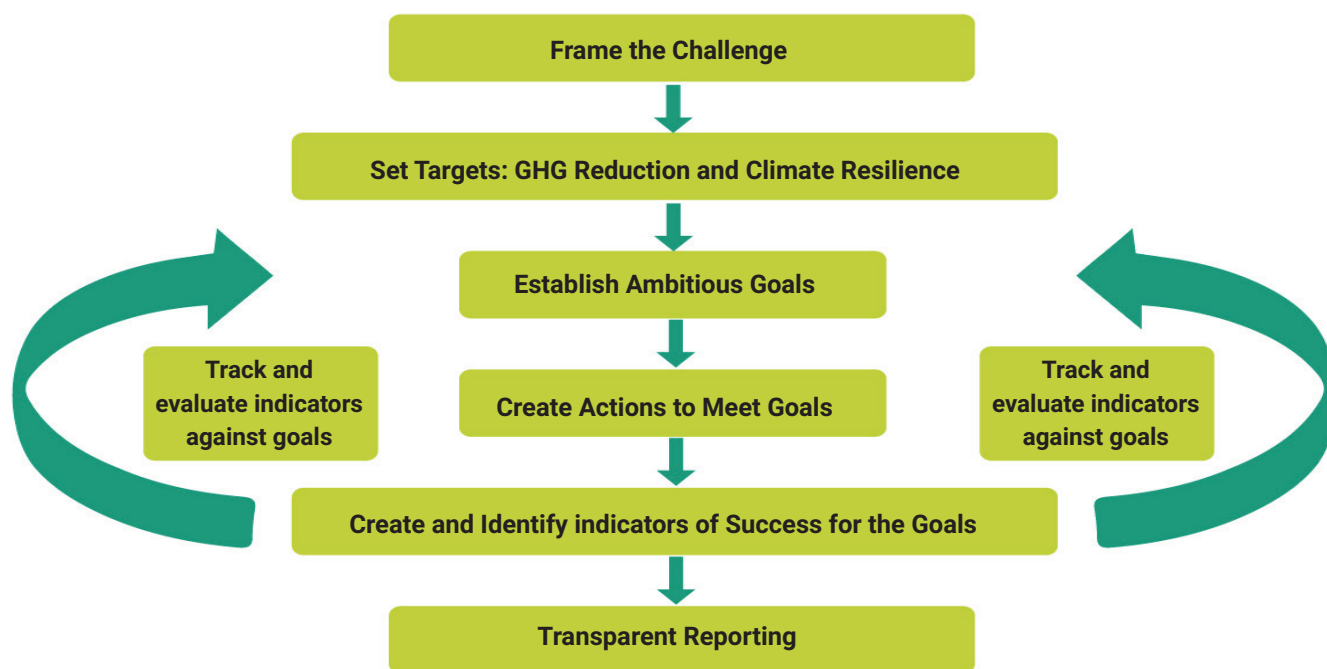 Frame the Challenge
Set Targets: GHG Reduction and Climate Resilience
Establish Ambitious Goals
Track and
evaluate indicators
against goals
Track and
evaluate indicators
against goals
Create Actions to Meet Goals
Create and Identify indicators of Success for the Goals
Transparent Reporting